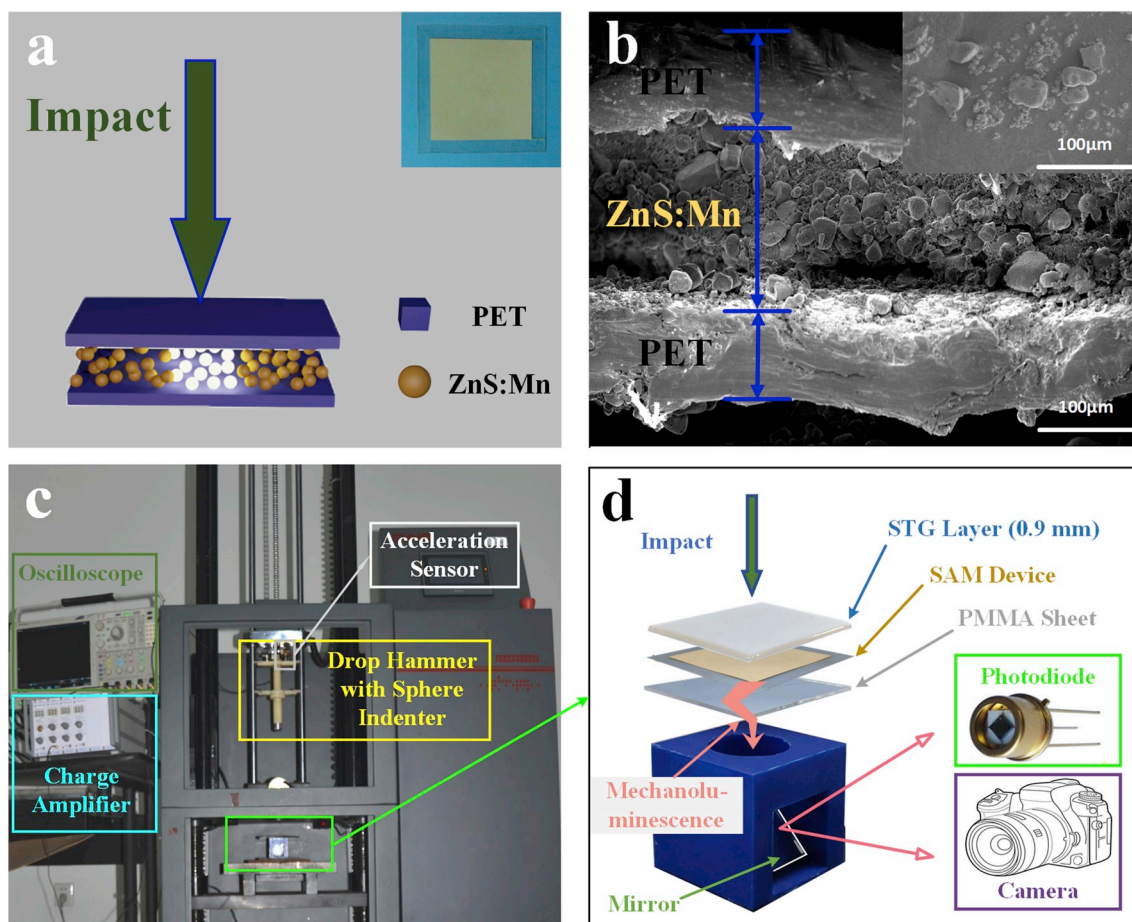 a
Impact
PET
ZnS:Mn
b
PET
100μm
ZnS:Mn
PET
100μm
c
Acceleration
Sensor
Oscilloscope
Drop Hammer
with Sphere
Indenter
Charge
Amplifier
d
Impact
STG Layer (0.9 mm)
SAM Device
PMMA Sheet
Photodiode
Mechanolu-
minescence
Mirror
Camera